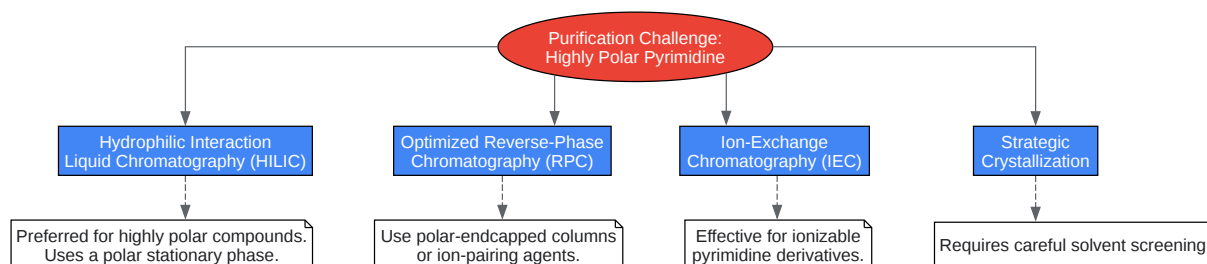 Purification Challenge:
Highly Polar Pyrimidine
Hydrophilic Interaction
Liquid Chromatography (HILIC)
Optimized Reverse-Phase
Chromatography (RPC)
Ion-Exchange
Chromatography (IEC)
Strategic
Crystallization
Preferred for highly polar compounds.
Uses a polar stationary phase.
Use polar-endcapped columns
or ion-pairing agents.
Effective for ionizable
pyrimidine derivatives.
Requires careful solvent screening.